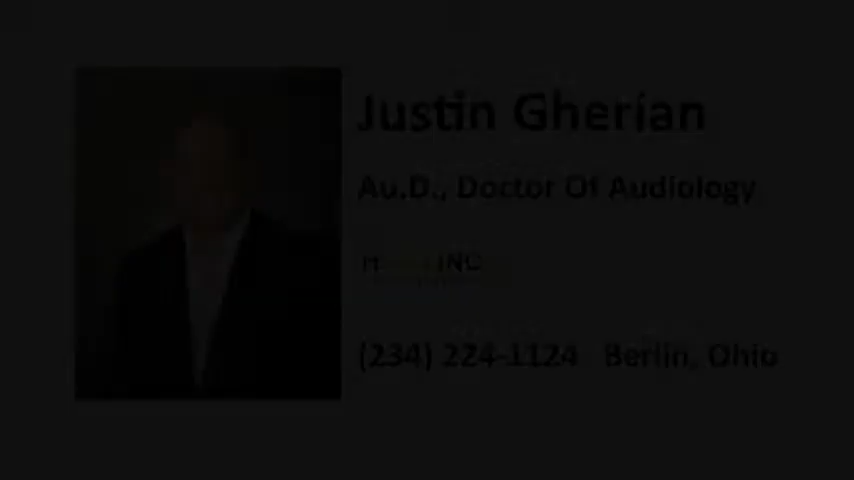 Justin Gherian
Au.D., Doctor Of Audiology
(234) 224-1124 Berlin, Ohio